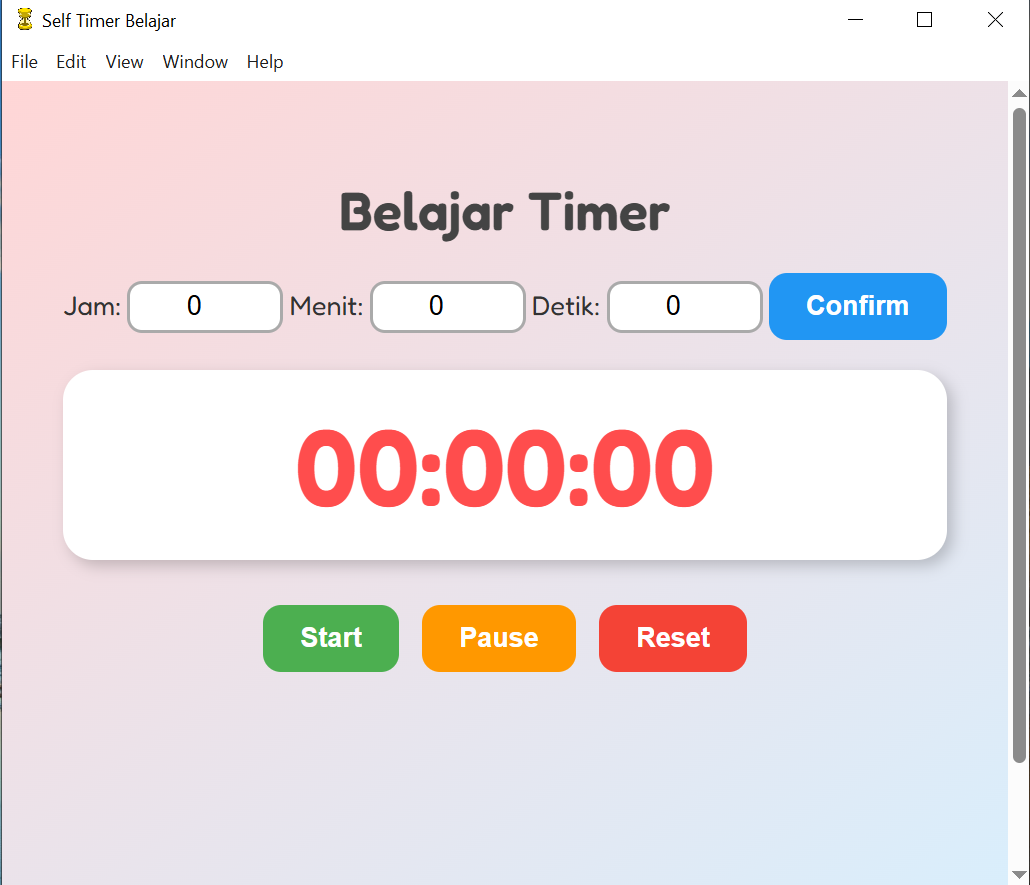 Self Timer Belajar
File Edit View Window Help
Belajar Timer
Jam: 0 Menit: 0 Detik: 0 Confirm
00:00:00
Start Pause Reset